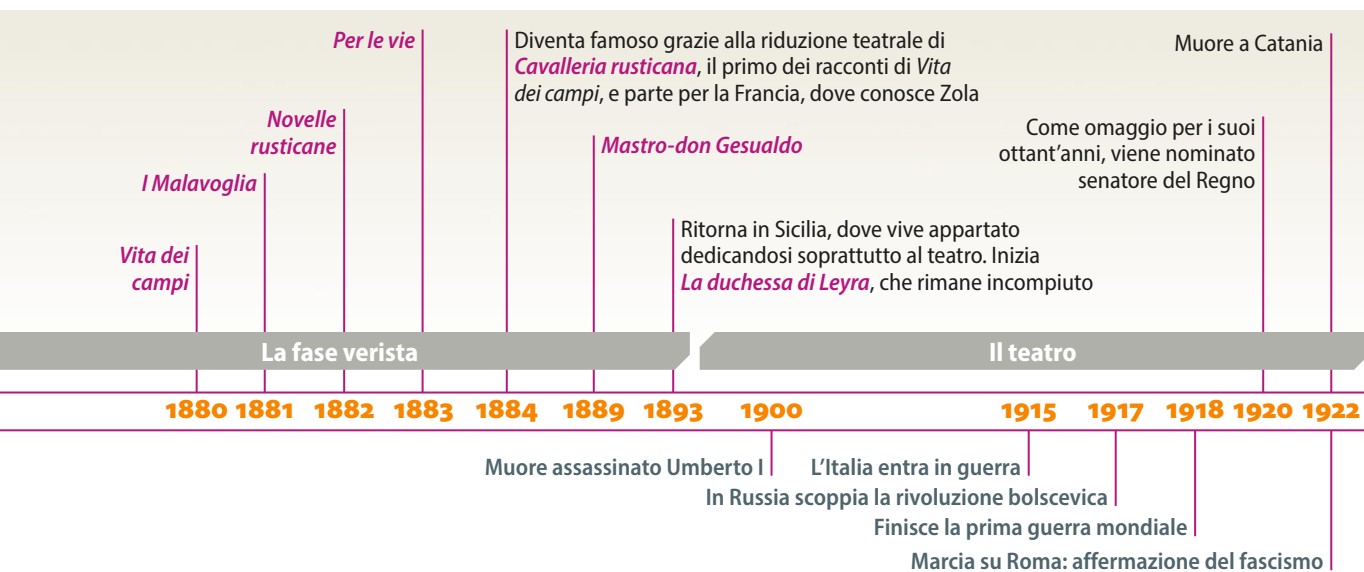 Per le vie
Diventa famoso grazie alla riduzione teatrale di
Cavalleria rusticana, il primo dei racconti di Vita
dei campi, e parte per la Francia, dove conosce Zola
Muore a Catania
Novelle
rusticane
Come omaggio per i suoi
ottant'anni, viene nominato
senatore del Regno
Mastro-don Gesualdo
I Malavoglia
Ritorna in Sicilia, dove vive appartato
dedicandosi soprattutto al teatro. Inizia
La duchessa di Leyra, che rimane incompiuto
Vita dei
campi
La fase verista
Il teatro
1880 1881 1882 1883 1884 1889 1893 1900 1915 1917 1918 1920 1922
Muore assassinato Umberto I
L'Italia entra in guerra
In Russia scoppia la rivoluzione bolscevica
Finisce la prima guerra mondiale
Marcia su Roma: affermazione del fascismo